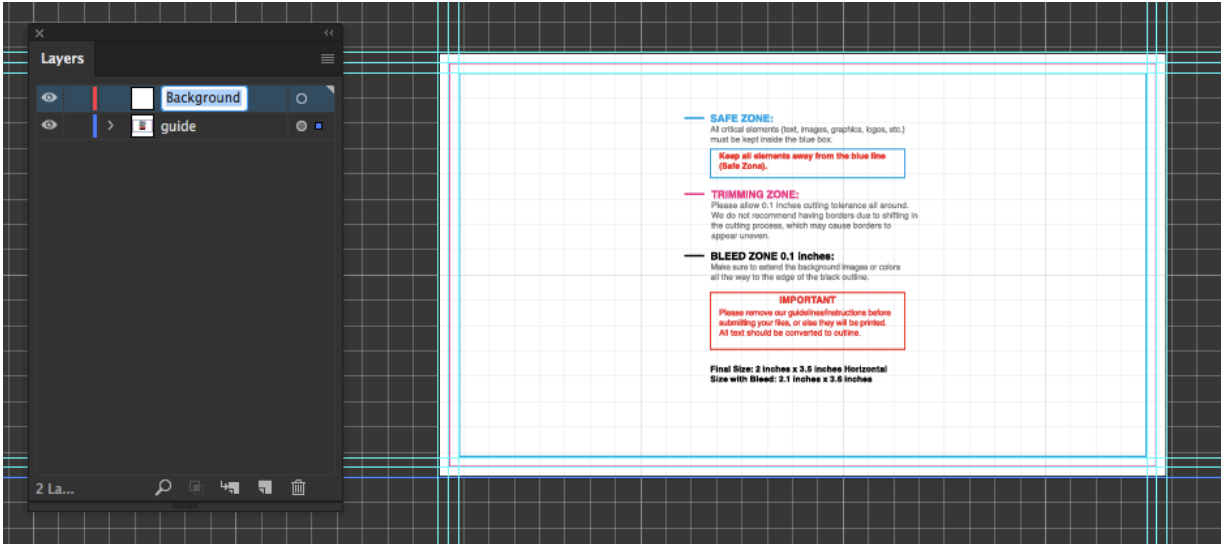 Layers
Background
guide
2 La...
SAFE ZONE:
All critical elements (text, images, graphics, logos, etc.)
must be kept inside the blue box.
Keep all elements away from the blue line
(Safe Zone).
TRIMMING ZONE:
Please allow 0.1 inches cutting tolerance all around.
We do not recommend having borders due to shifting in
the cutting process, which may cause borders to
appear uneven.
BLEED ZONE 0.1 inches:
Make sure to extend the background images or colors
all the way to the edge of the black outline.
IMPORTANT
Please remove our guidelines/instructions before
submitting your files, or else they will be printed.
All text should be converted to outline.
Final Size: 2 inches x 3.5 inches Horizontal
Size with Bleed: 2.1 inches x 3.6 inches